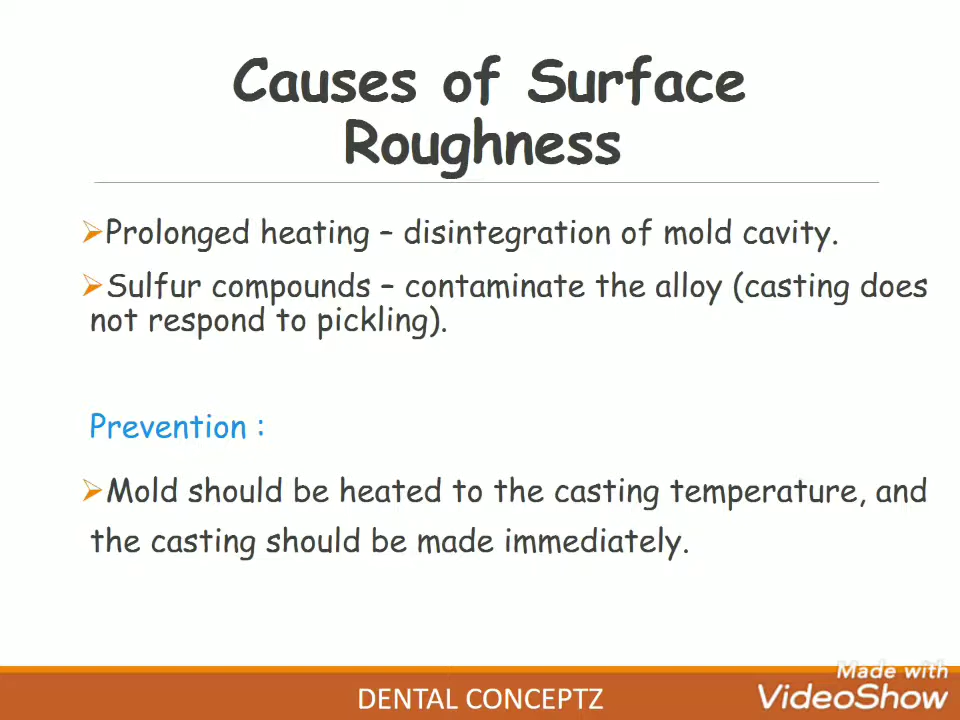 Causes of Surface
Roughness
➢Prolonged heating – disintegration of mold cavity.
➢Sulfur compounds – contaminate the alloy (casting does
not respond to pickling).
Prevention :
➢Mold should be heated to the casting temperature, and
the casting should be made immediately.
DENTAL CONCEPTZ
Made with
VideoShow